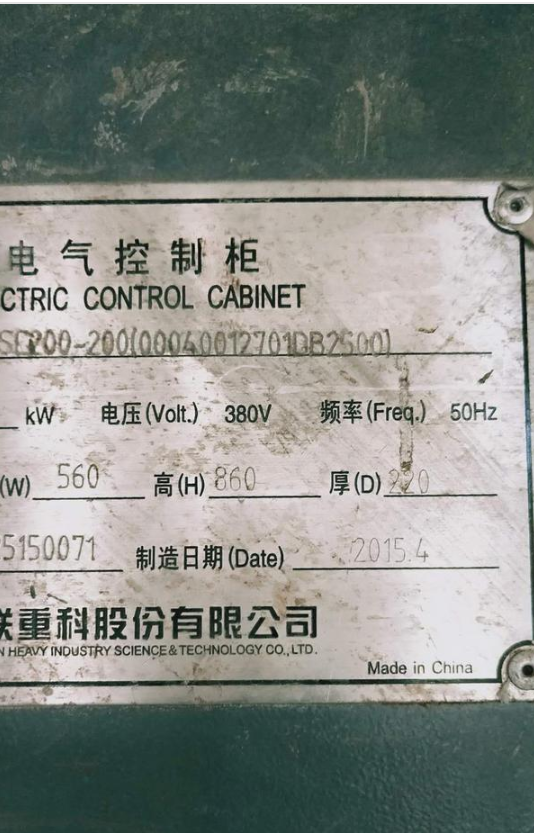 电气控制柜
CTRIC CONTROL CABINET
SC200-200(00040012701DB2S00)
kW 电压(Volt.) 380V 频率(Freq.) 50Hz
(W) 560 高(H) 860 厚(D) 220
5150071 制造日期(Date) 2015.4
联重科股份有限公司
N HEAVY INDUSTRY SCIENCE&TECHNOLOGY CO.,LTD.
Made in China